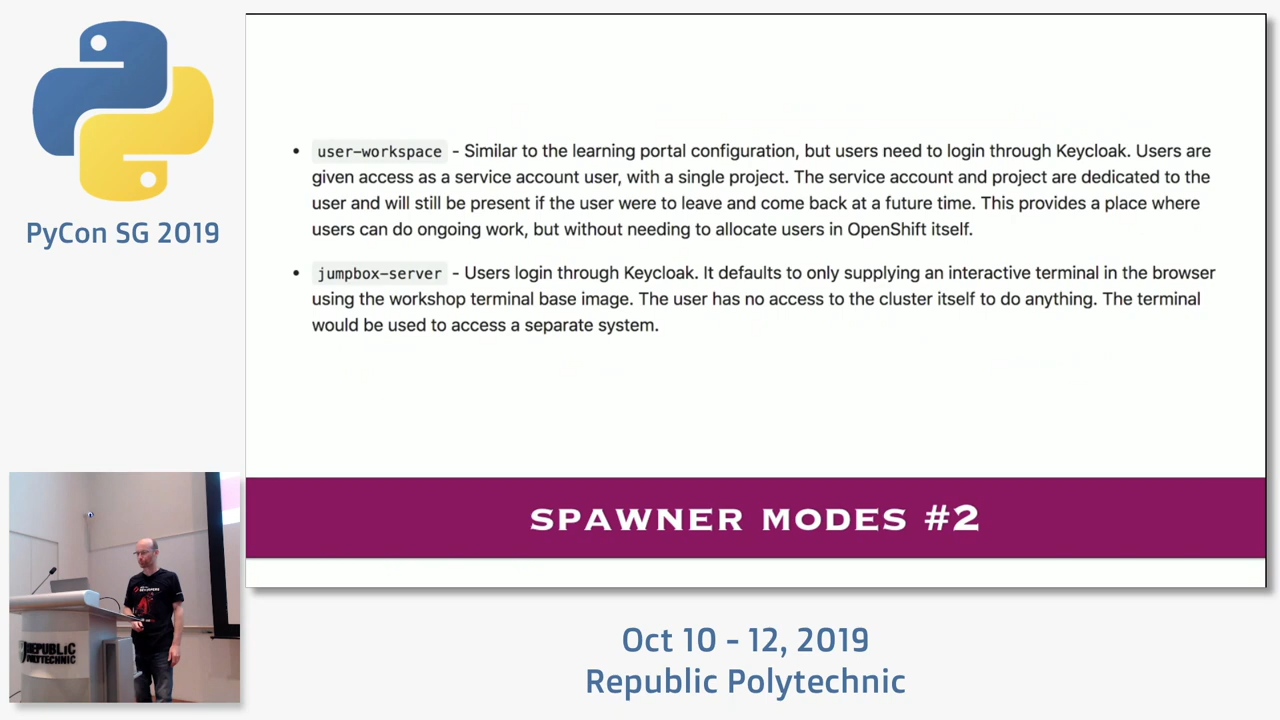 PyCon SG 2019
• user-workspace - Similar to the learning portal configuration, but users need to login through Keycloak. Users are
given access as a service account user, with a single project. The service account and project are dedicated to the
user and will still be present if the user were to leave and come back at a future time. This provides a place where
users can do ongoing work, but without needing to allocate users in OpenShift itself.
• jumpbox-server - Users login through Keycloak. It defaults to only supplying an interactive terminal in the browser
using the workshop terminal base image. The user has no access to the cluster itself to do anything. The terminal
would be used to access a separate system.
SPAWNER MODES #2
REPUBLIC
POLYTECHNIC
Oct 10 - 12, 2019
Republic Polytechnic